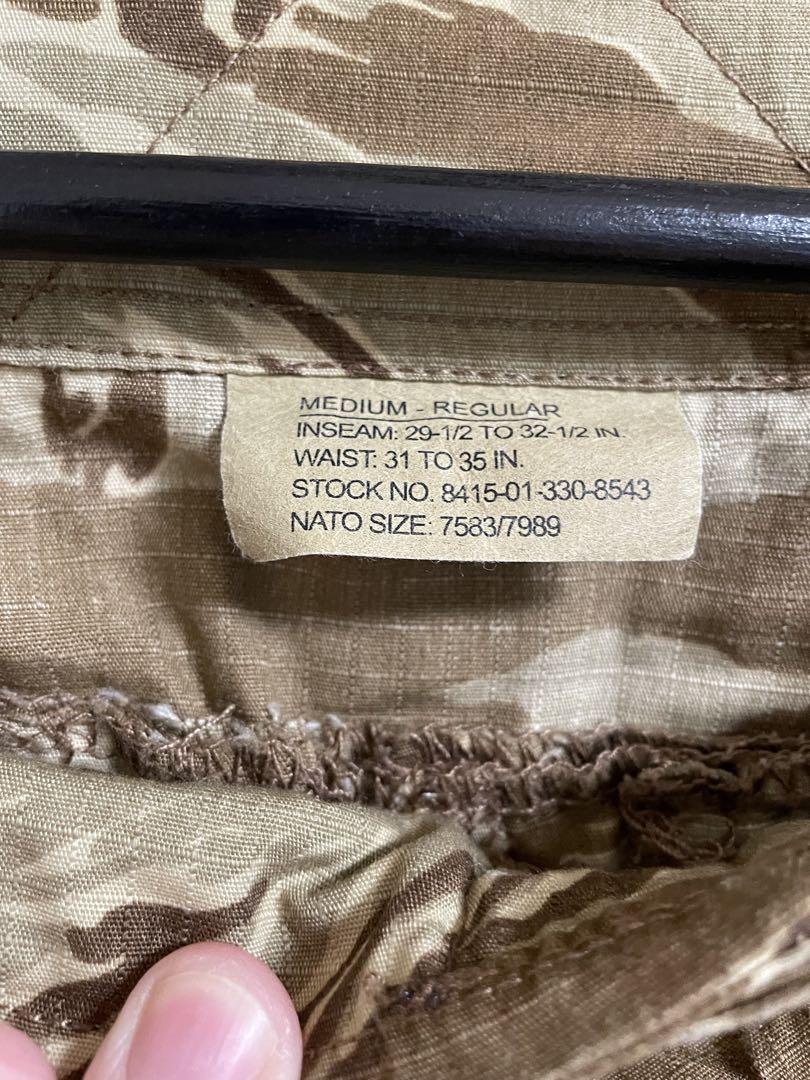 MEDIUM - REGULAR
INSEAM: 29-1/2 TO 32-1/2 IN.
WAIST: 31 TO 35 IN.
STOCK NO. 8415-01-330-8543
NATO SIZE: 7583/7989